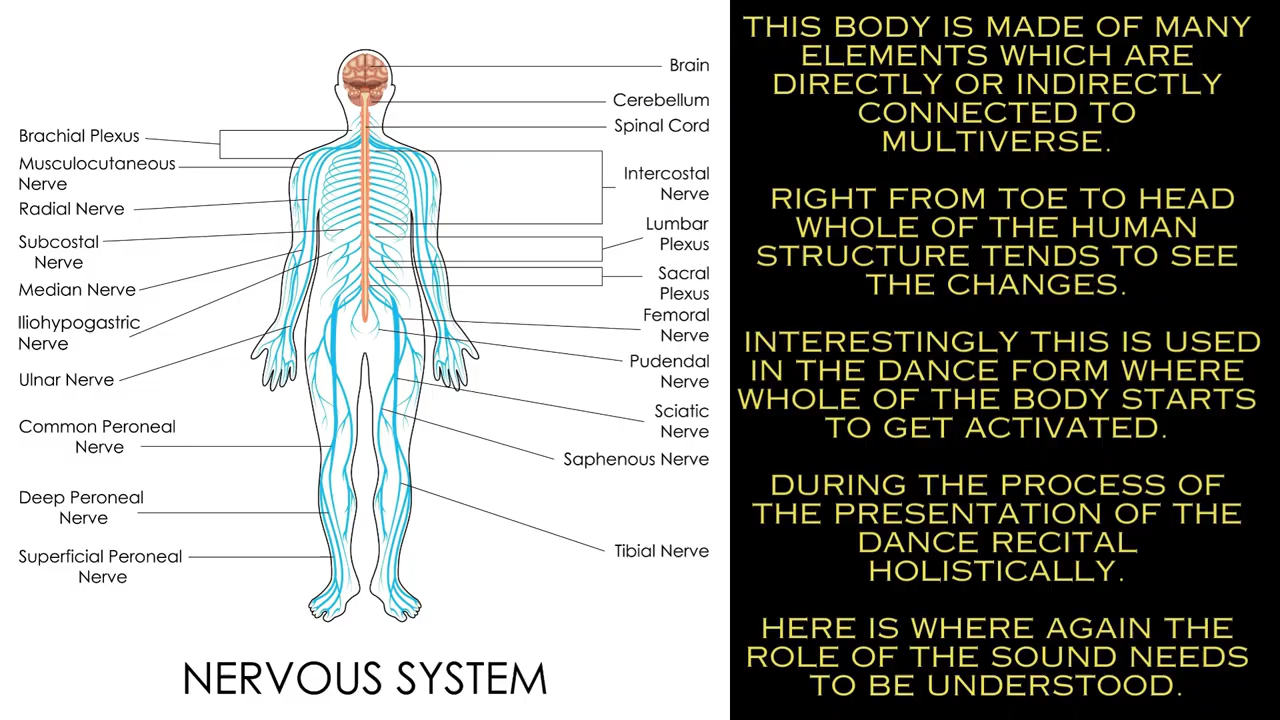 Brain
Cerebellum
Spinal Cord
Brachial Plexus
Musculocutaneous
Nerve
Radial Nerve
Subcostal
Nerve
Median Nerve
Iliohypogastric
Nerve
Ulnar Nerve
Common Peroneal
Nerve
Deep Peroneal
Nerve
Superficial Peroneal
Nerve
Intercostal
Nerve
Lumbar
Plexus
Sacral
Plexus
Femoral
Nerve
Pudendal
Nerve
Sciatic
Nerve
Saphenous Nerve
Tibial Nerve
NERVOUS SYSTEM
THIS BODY IS MADE OF MANY
ELEMENTS WHICH ARE
DIRECTLY OR INDIRECTLY
CONNECTED TO
MULTIVERSE.
RIGHT FROM TOE TO HEAD
WHOLE OF THE HUMAN
STRUCTURE TENDS TO SEE
THE CHANGES.
INTERESTINGLY THIS IS USED
IN THE DANCE FORM WHERE
WHOLE OF THE BODY STARTS
TO GET ACTIVATED.
DURING THE PROCESS OF
THE PRESENTATION OF THE
DANCE RECITAL
HOLISTICALLY.
HERE IS WHERE AGAIN THE
ROLE OF THE SOUND NEEDS
TO BE UNDERSTOOD.